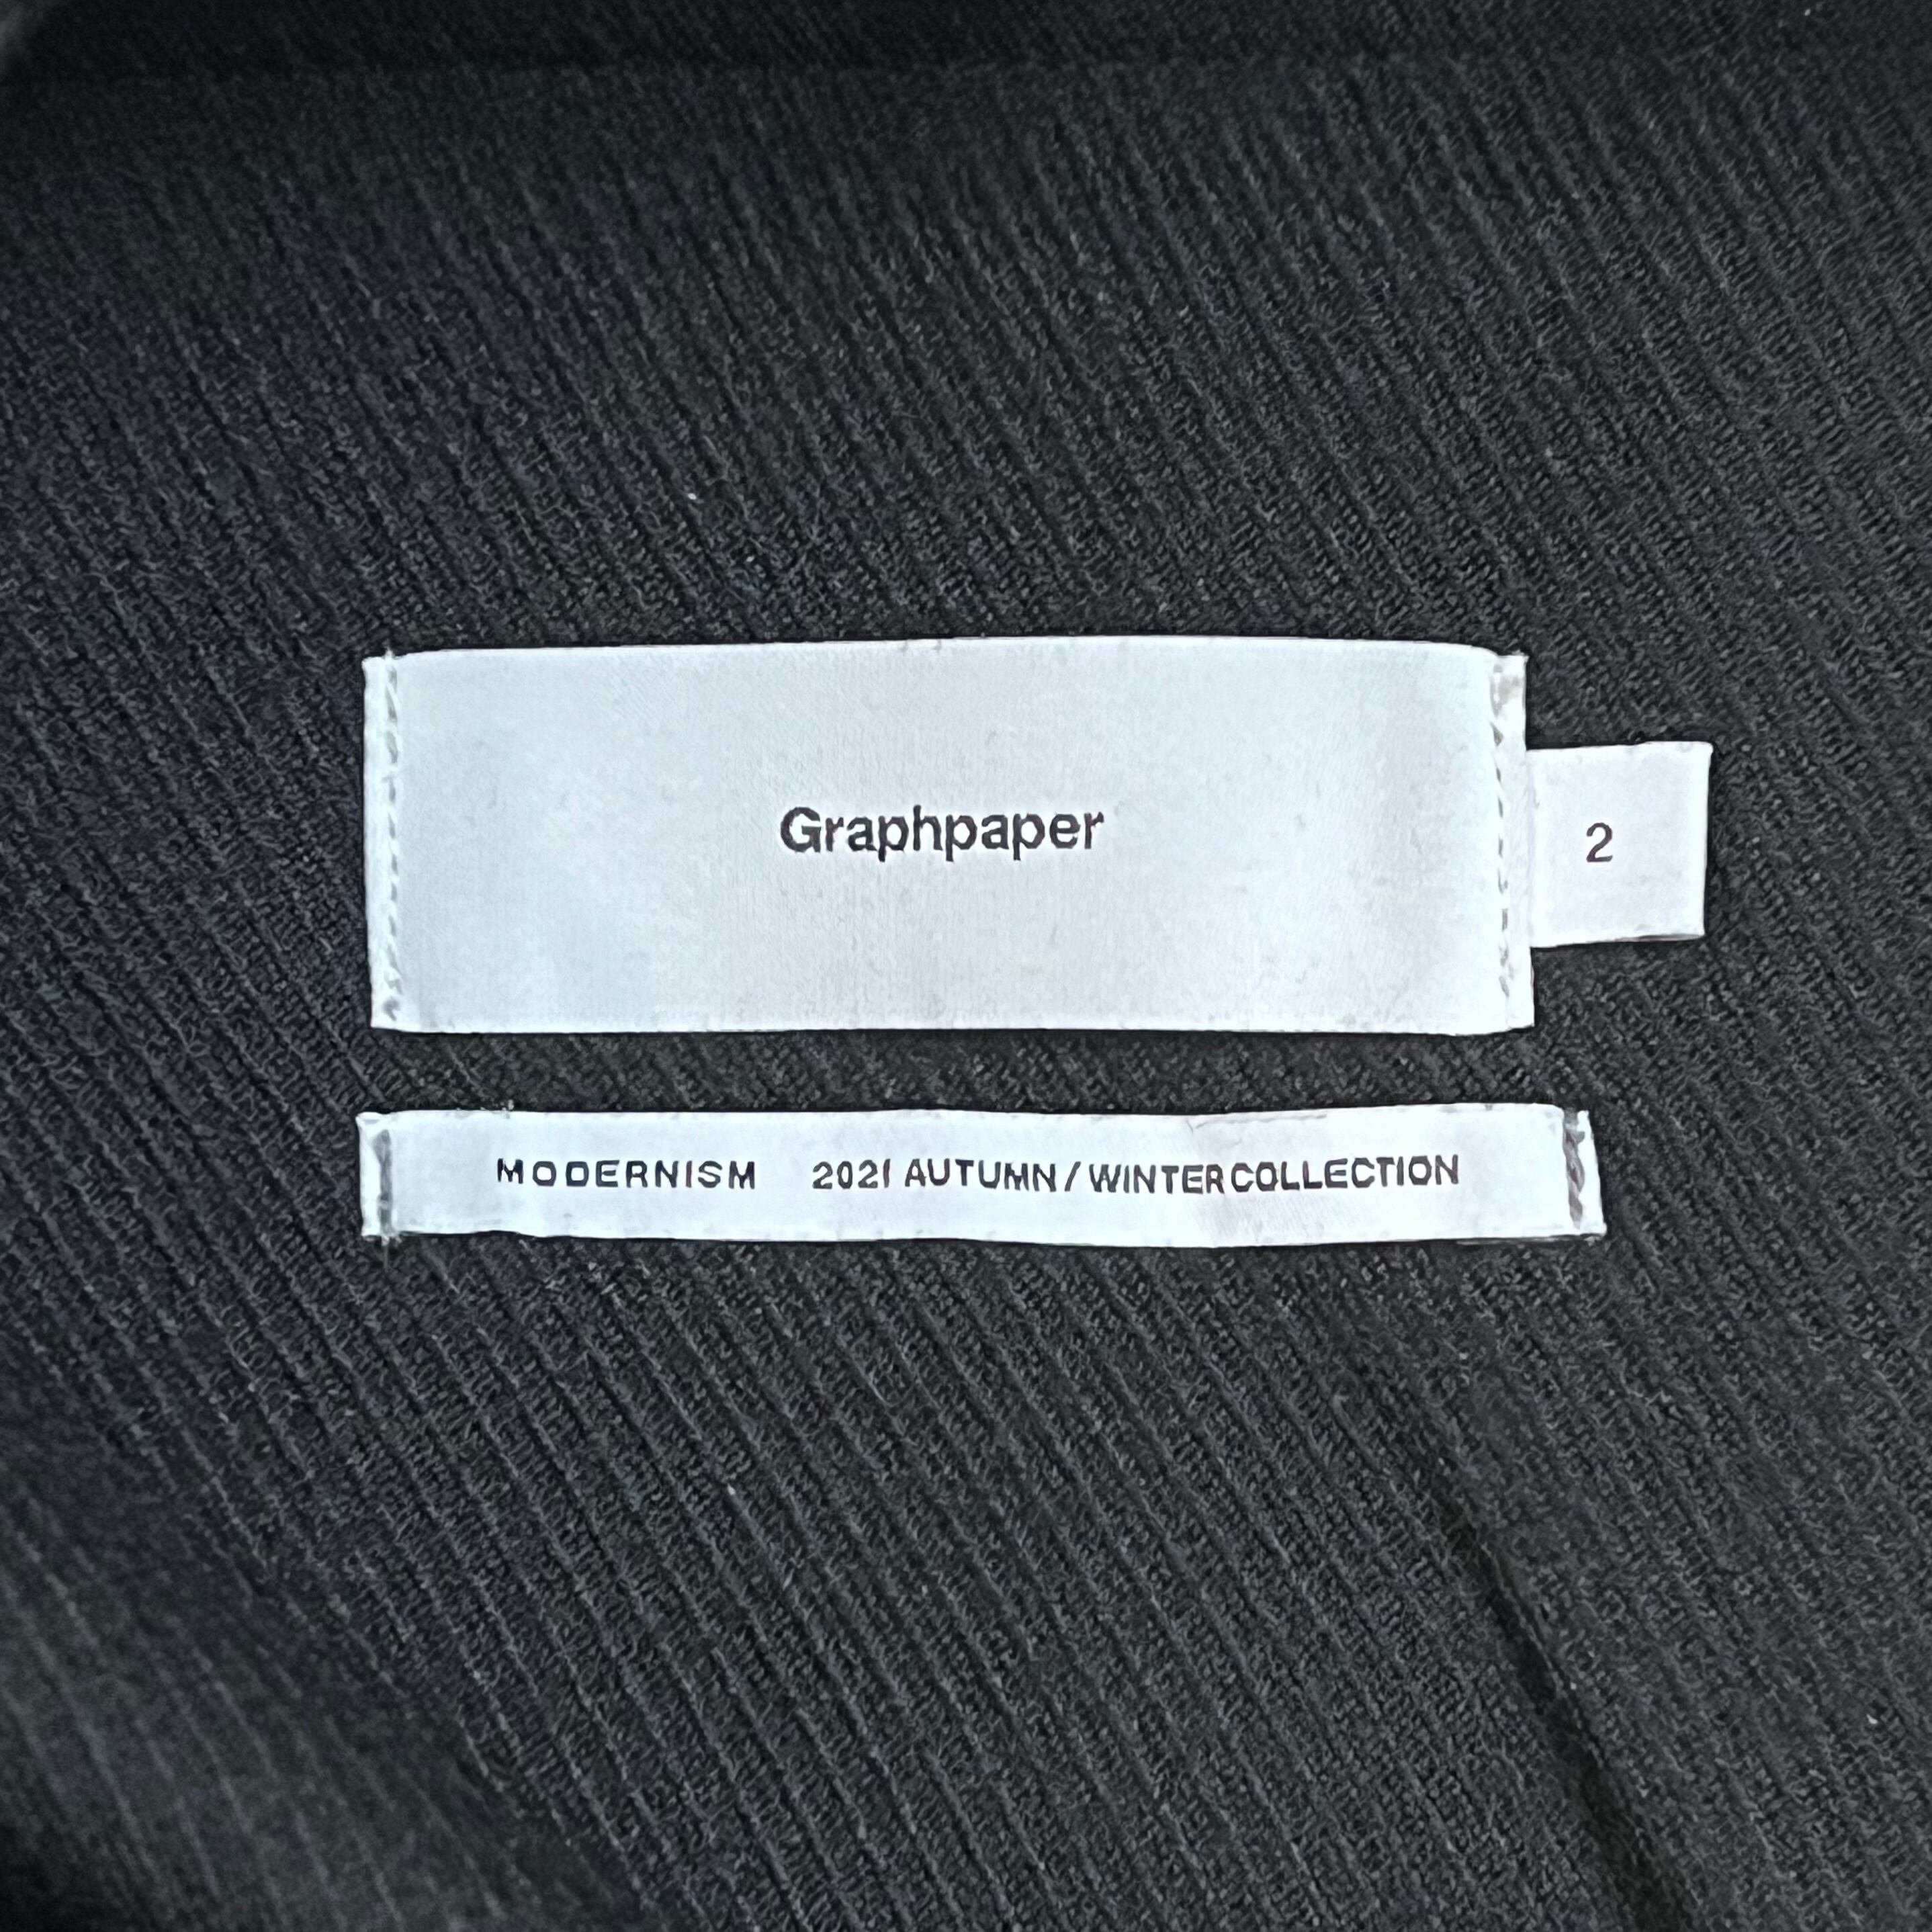 Graphpaper
2
MODERNISM 2021 AUTUMN / WINTER COLLECTION